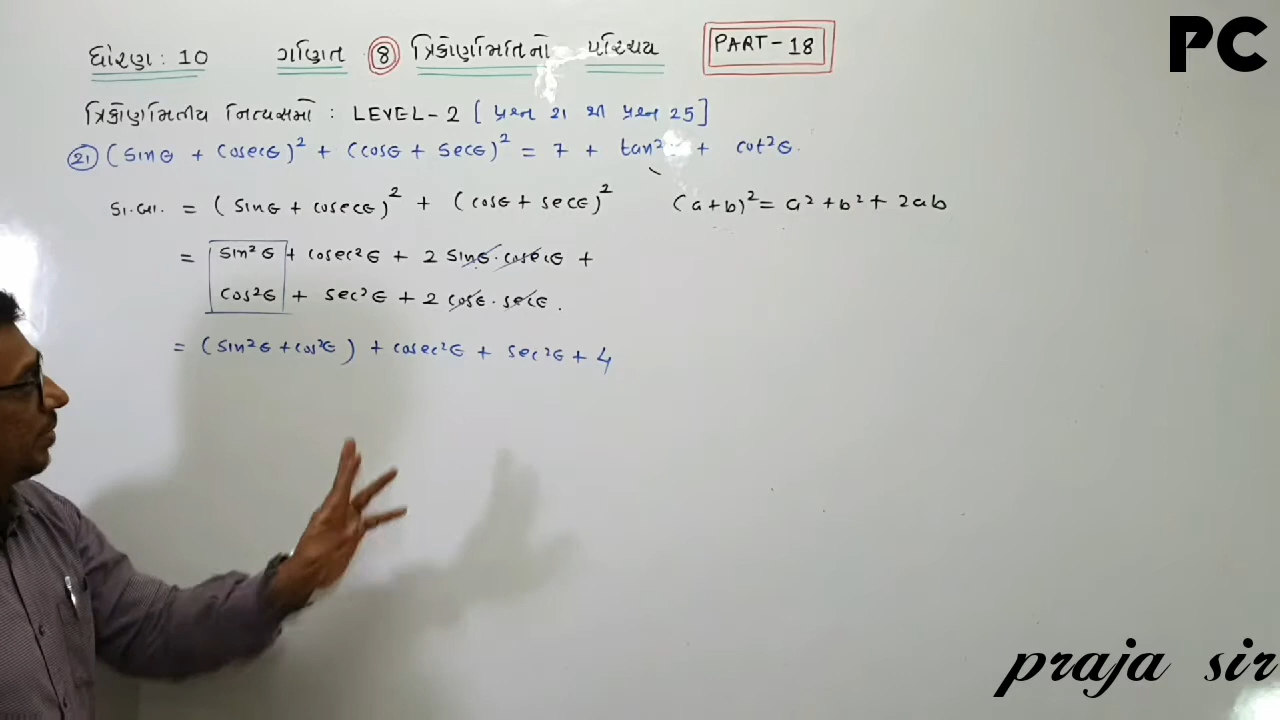 PC
ધોરણ : 10 ગણિત 8 ત્રિકોણમિતિનો પરિચય PART-18
ત્રિકોણમિતીય નિત્યસમો : LEVEL-2 [ પ્રશ્ન 21 થી પ્રશ્ન 25 ]
21 (sinθ + cosecθ)² + (cosθ + secθ)² = 7 + tan² + cot²θ.
ડા.બા. = (sinθ + cosecθ)² + (cosθ + secθ)² (a+b)² = a² + b² + 2ab
= sin²θ + cosec²θ + 2 sinθ · cosecθ +
cos²θ + sec²θ + 2 cosθ · secθ .
= (sin²θ + cos²θ) + cosec²θ + sec²θ + 4
praja sir